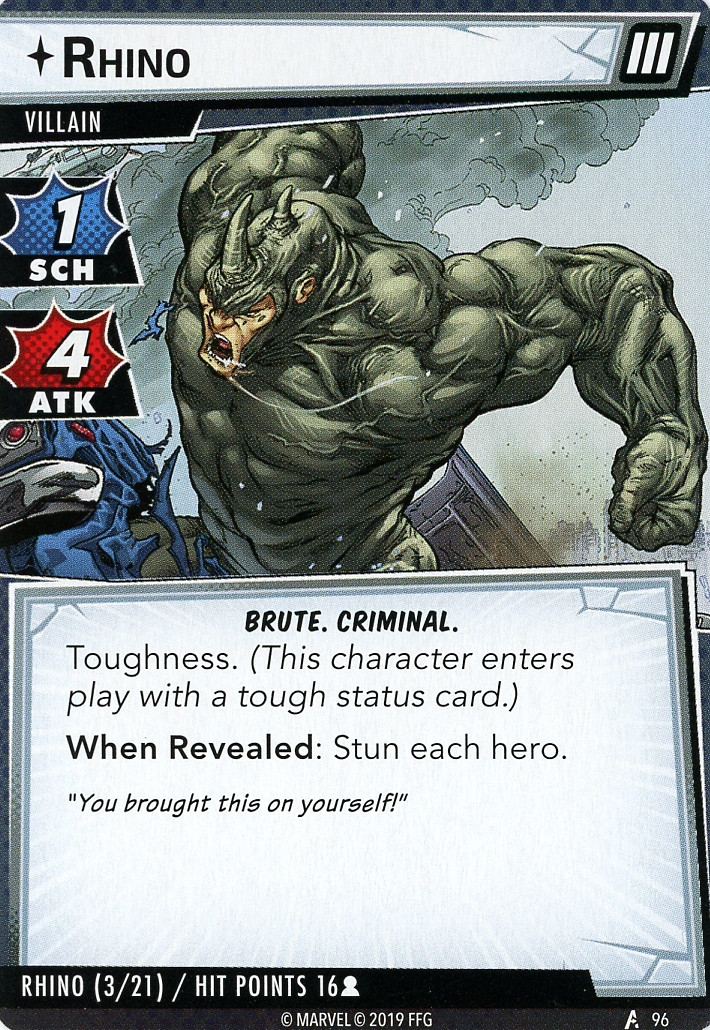 Rhino
III
VILLAIN
1
SCH
4
ATK
BRUTE. CRIMINAL.
Toughness. (This character enters
play with a tough status card.)
When Revealed: Stun each hero.
"You brought this on yourself!"
RHINO (3/21) / HIT POINTS 16
© MARVEL © 2019 FFG
96